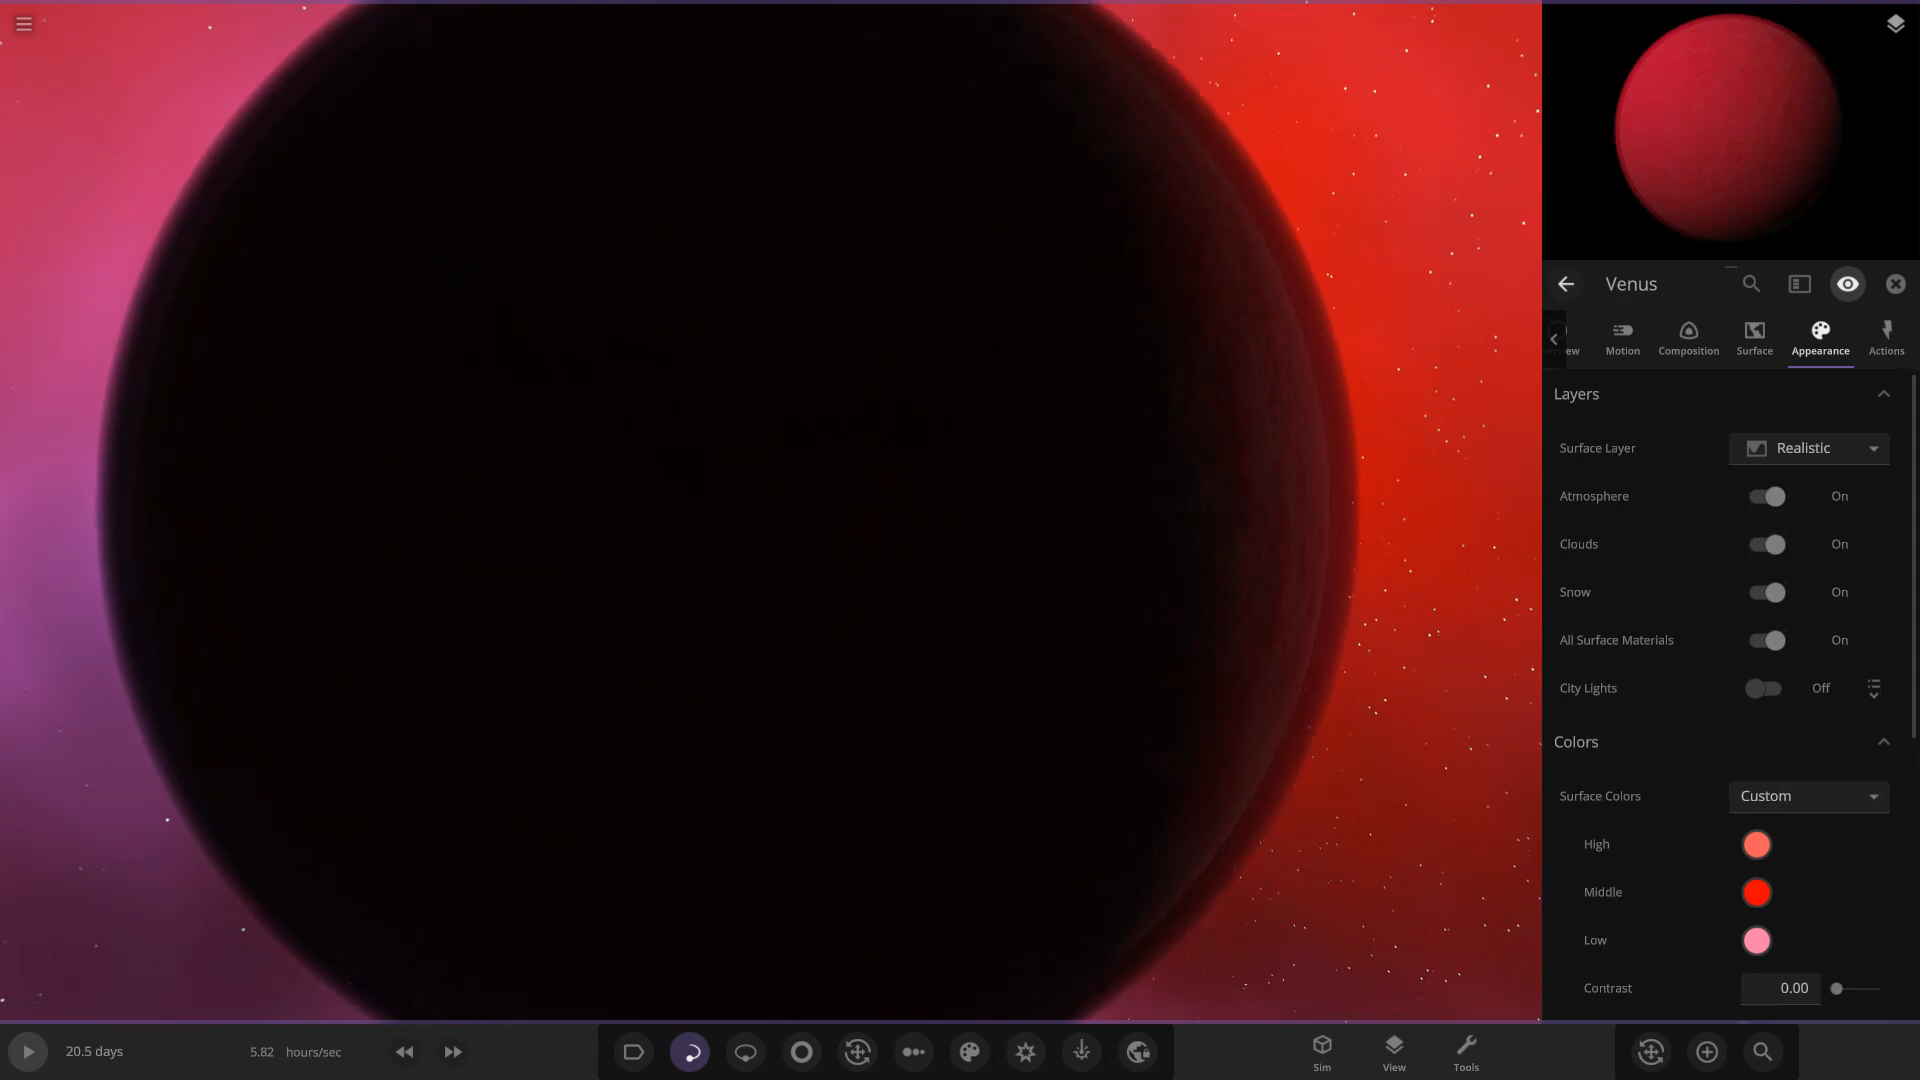 Venus
Motion
Composition
Surface
Appearance
Actions
Layers
Surface Layer
Realistic
Atmosphere
On
Clouds
On
Snow
On
All Surface Materials
On
City Lights
Off
Colors
Surface Colors
Custom
High
Middle
Low
Contrast
0.00
20.5 days
5.82 hours/sec
Sim
View
Tools